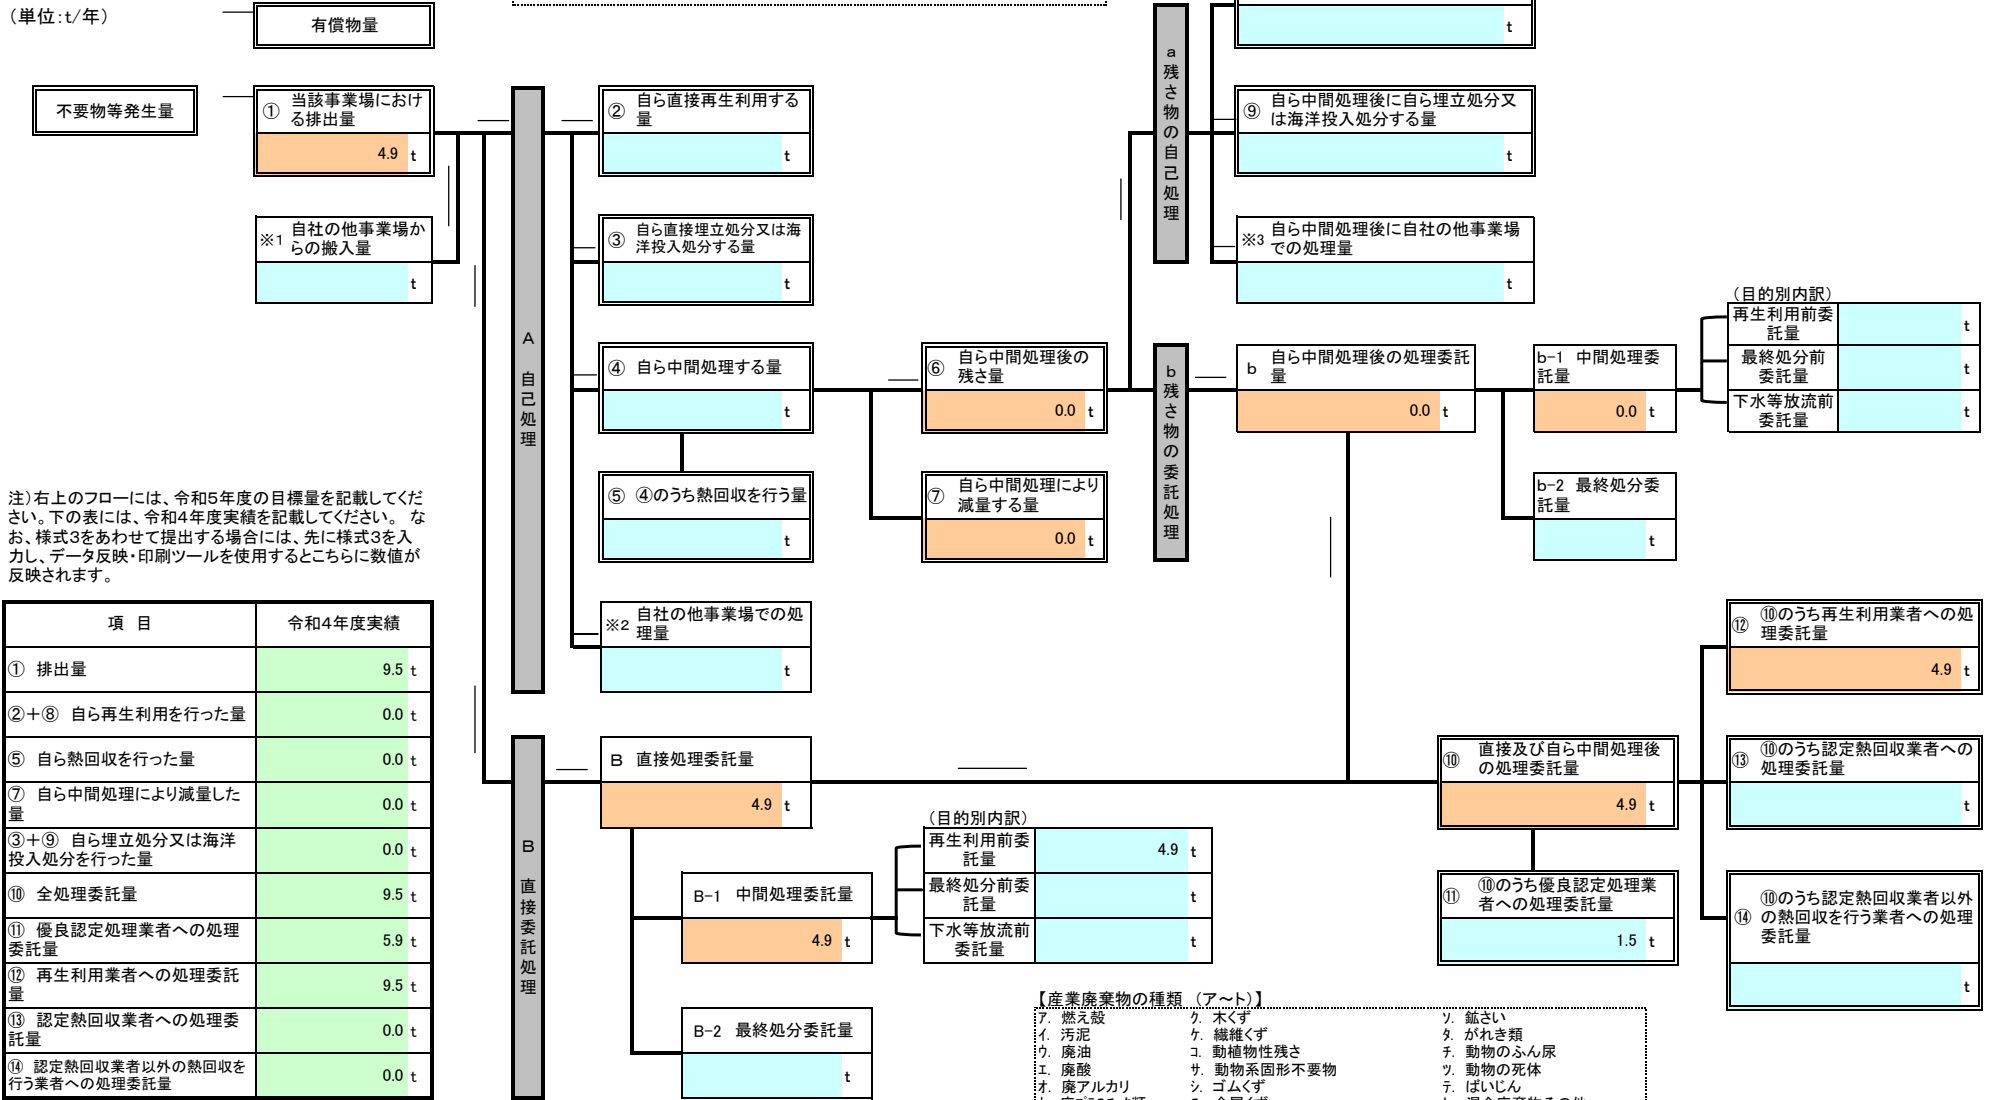 （単位:t/年）
有償物量
t
不要物等発生量
① 当該事業場におけ
る排出量
4.9 t
※1 自社の他事業場か
らの搬入量
t
A 自己処理
② 自ら直接再生利用する
量
t
③ 自ら直接埋立処分又は海
洋投入処分する量
t
④ 自ら中間処理する量
t
⑤ ④のうち熱回収を行う量
t
※2 自社の他事業場での処
理量
t
⑥ 自ら中間処理後の
残さ量
0.0 t
⑦ 自ら中間処理により
減量する量
0.0 t
a 残さ物の自己処理
⑨ 自ら中間処理後に自ら埋立処分又
は海洋投入処分する量
t
※3 自ら中間処理後に自社の他事業場
での処理量
t
b 残さ物の委託処理
b 自ら中間処理後の処理委託
量
0.0 t
b-1 中間処理委
託量
0.0 t
（目的別内訳）
再生利用前委
託量
t
最終処分前
委託量
t
下水等放流前
委託量
t
b-2 最終処分委
託量
t
注）右上のフローには、令和5年度の目標量を記載してくだ
さい。下の表には、令和4年度実績を記載してください。 な
お、様式3をあわせて提出する場合には、先に様式3を入
力し、データ反映・印刷ツールを使用するとこちらに数値が
反映されます。
項 目 令和4年度実績
① 排出量 9.5 t
②＋⑧ 自ら再生利用を行った量 0.0 t
⑤ 自ら熱回収を行った量 0.0 t
⑦ 自ら中間処理により減量した
量 0.0 t
③＋⑨ 自ら埋立処分又は海洋
投入処分を行った量 0.0 t
⑩ 全処理委託量 9.5 t
⑪ 優良認定処理業者への処理
委託量 5.9 t
⑫ 再生利用業者への処理委託
量 9.5 t
⑬ 認定熱回収業者への処理委
託量 0.0 t
⑭ 認定熱回収業者以外の熱回収を
行う業者への処理委託量 0.0 t
B 直接委託処理
B 直接処理委託量
4.9 t
B-1 中間処理委託量
4.9 t
（目的別内訳）
再生利用前委
託量
4.9 t
最終処分前委
託量
t
下水等放流前
委託量
t
B-2 最終処分委託量
t
⑩ 直接及び自ら中間処理後
の処理委託量
4.9 t
⑪ ⑩のうち優良認定処理業
者への処理委託量
1.5 t
⑫ ⑩のうち再生利用業者への処
理委託量
4.9 t
⑬ ⑩のうち認定熱回収業者への
処理委託量
t
⑭ ⑩のうち認定熱回収業者以外
の熱回収を行う業者への処理
委託量
t
【産業廃棄物の種類 （ア～ト）】
ｱ. 燃え殻 ｸ. 木くず ｿ. 鉱さい
ｲ. 汚泥 ｹ. 繊維くず ﾀ. がれき類
ｳ. 廃油 ｺ. 動植物性残さ ﾁ. 動物のふん尿
ｴ. 廃酸 ｻ. 動物系固形不要物 ﾂ. 動物の死体
ｵ. 廃アルカリ ｼ. ゴムくず ﾃ. ばいじん